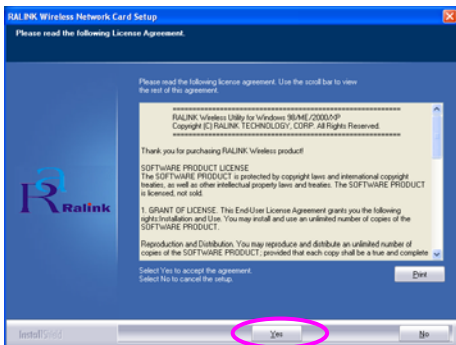 RALINK Wireless Network Card Setup
Please read the following License Agreement.
Please read the following license agreement. Use the scroll bar to view
the rest of this agreement.
RALINK Wireless Utility for Windows 98/ME/2000/XP
Copyright (C) RALINK TECHNOLOGY, CORP. All Rights Reserved.
Thank you for purchasing RALINK Wireless product!
SOFTWARE PRODUCT LICENSE
The SOFTWARE PRODUCT is protected by copyright laws and international copyright
treaties, as well as other intellectual property laws and treaties. The SOFTWARE PRODUCT
is licensed, not sold.
1. GRANT OF LICENSE. This End-User License Agreement grants you the following
rights:Installation and Use. You may install and use an unlimited number of copies of the
SOFTWARE PRODUCT.
Reproduction and Distribution. You may reproduce and distribute an unlimited number of
copies of the SOFTWARE PRODUCT; provided that each copy shall be a true and complete
Ralink
Select Yes to accept the agreement.
Select No to cancel the setup.
Print
InstallShield
Yes
No